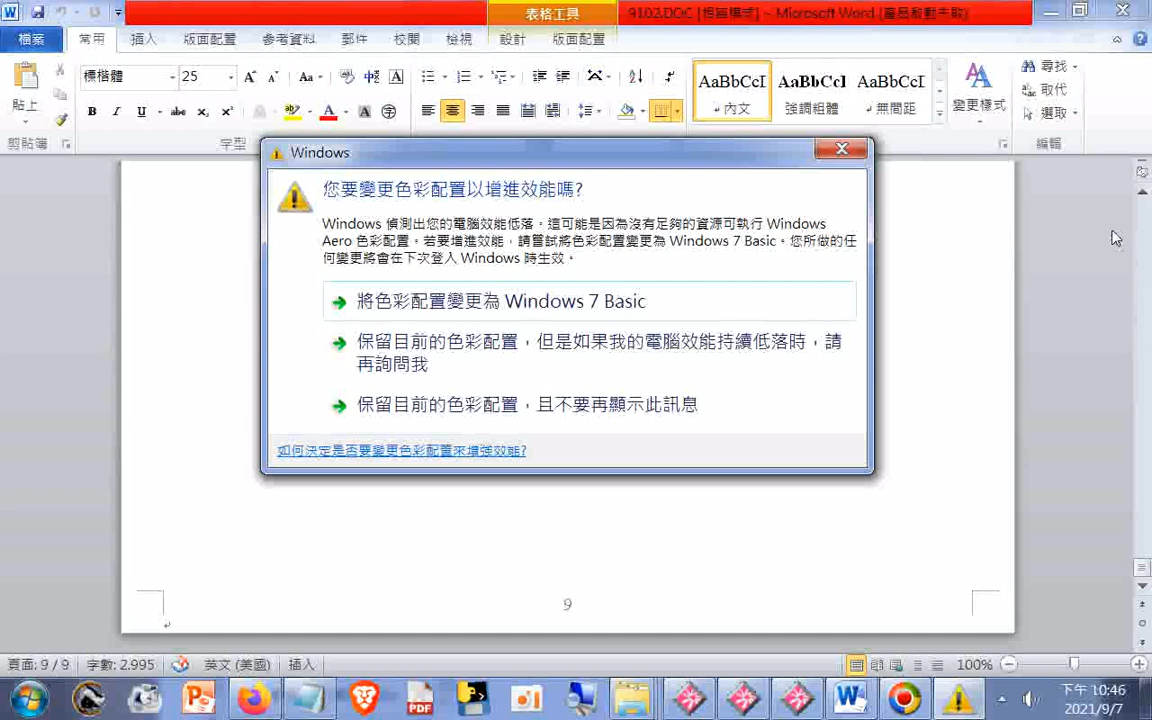 表格工具
9102.DOC [相容模式] - Microsoft Word (產品啟動失敗)
檔案 常用 插入 版面配置 參考資料 郵件 校閱 檢視 設計 版面配置
貼上
標楷體 25
AaBbCcI AaBbCcI AaBbCcI
內文 強調粗體 無間距
變更樣式
尋找
取代
選取
剪貼簿 字型 編輯
Windows
您要變更色彩配置以增進效能嗎?
Windows 偵測出您的電腦效能低落。這可能是因為沒有足夠的資源可執行 Windows
Aero 色彩配置。若要增進效能，請嘗試將色彩配置變更為 Windows 7 Basic。您所做的任
何變更將會在下次登入 Windows 時生效。
將色彩配置變更為 Windows 7 Basic
保留目前的色彩配置，但是如果我的電腦效能持續低落時，請
再詢問我
保留目前的色彩配置，且不要再顯示此訊息
如何決定是否要變更色彩配置來增強效能?
9
頁面: 9 / 9 字數: 2.995 英文 (美國) 插入 100%
下午 10:46
2021/9/7